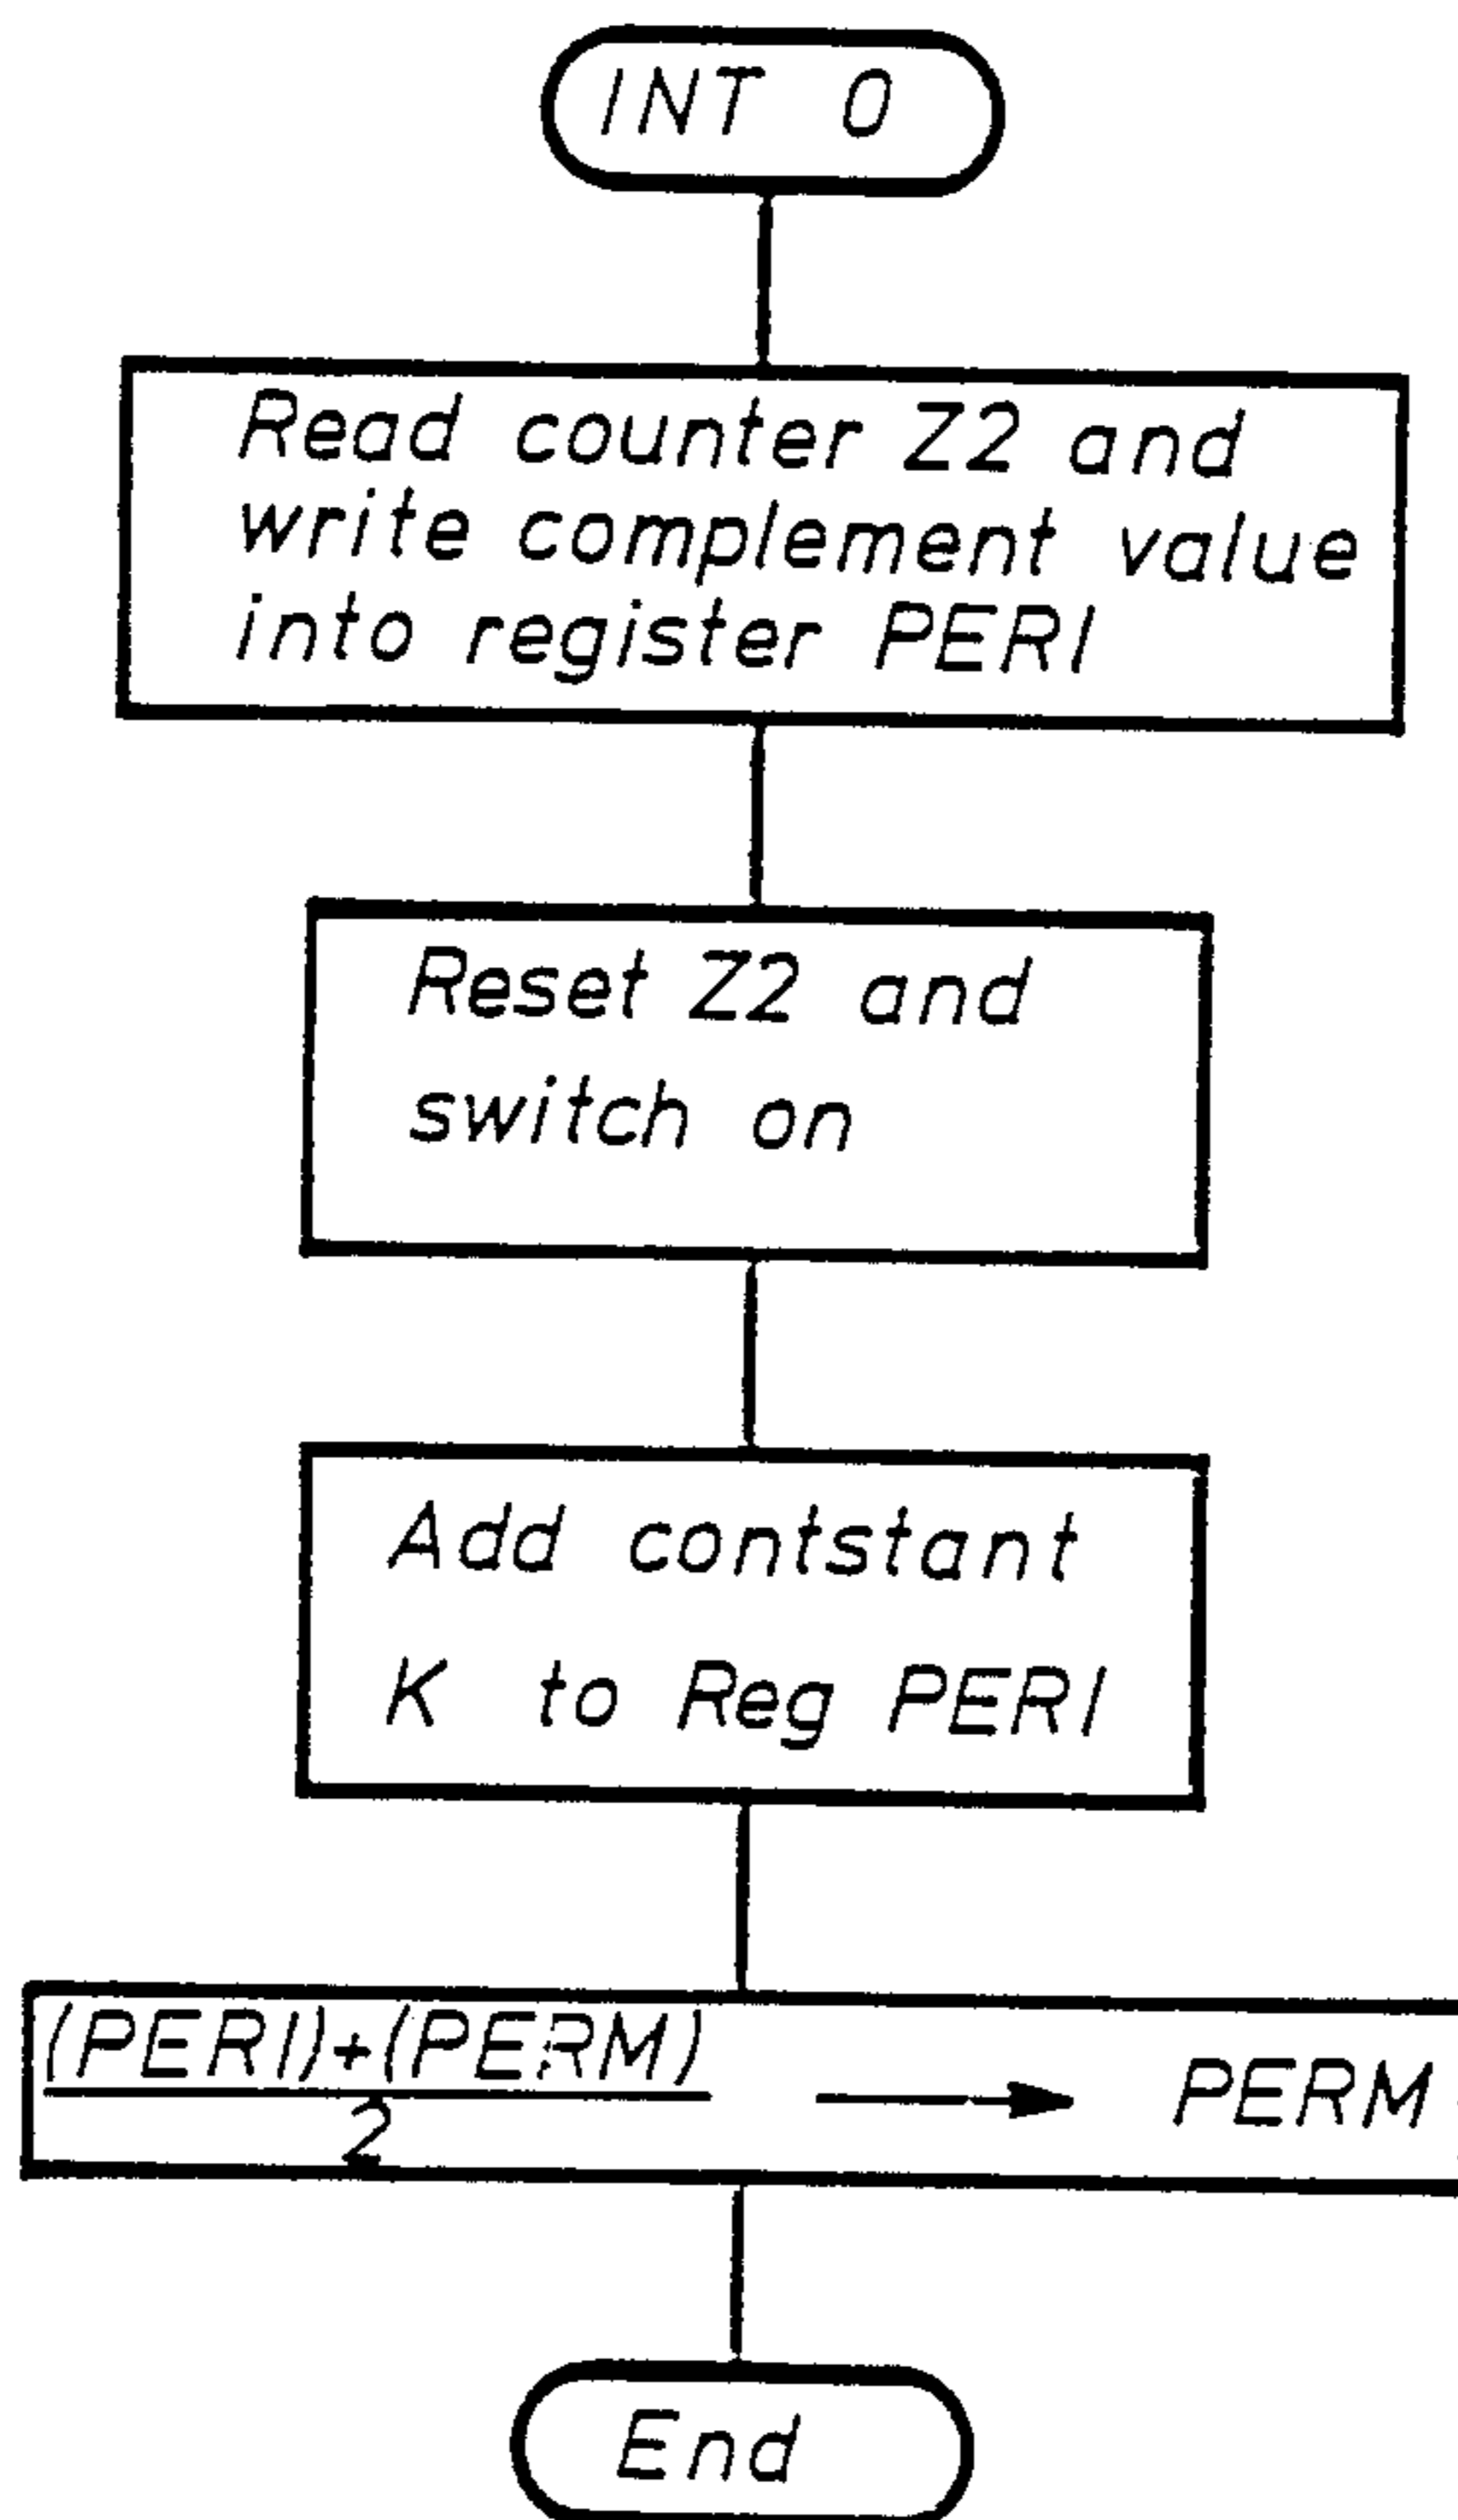 INT 0
Read counter Z2 and
write complement value
into register PERI
Reset Z2 and
switch on
Add contstant
K to Reg PERI
(PERI)+(PERM)
2
PERM
End